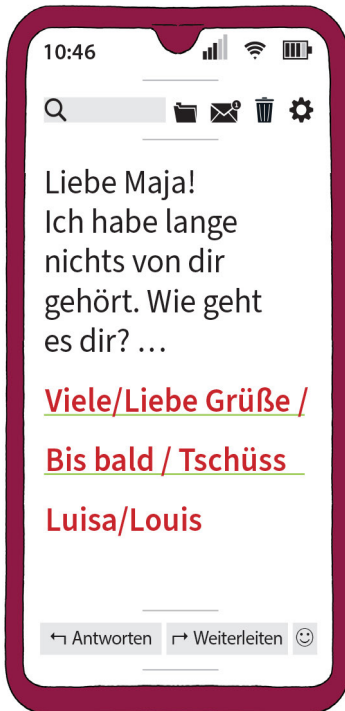 10:46
1
Liebe Maja!
Ich habe lange
nichts von dir
gehört. Wie geht
es dir? …
Viele/Liebe Grüße /
Bis bald / Tschüss
Luisa/Louis
Antworten Weiterleiten